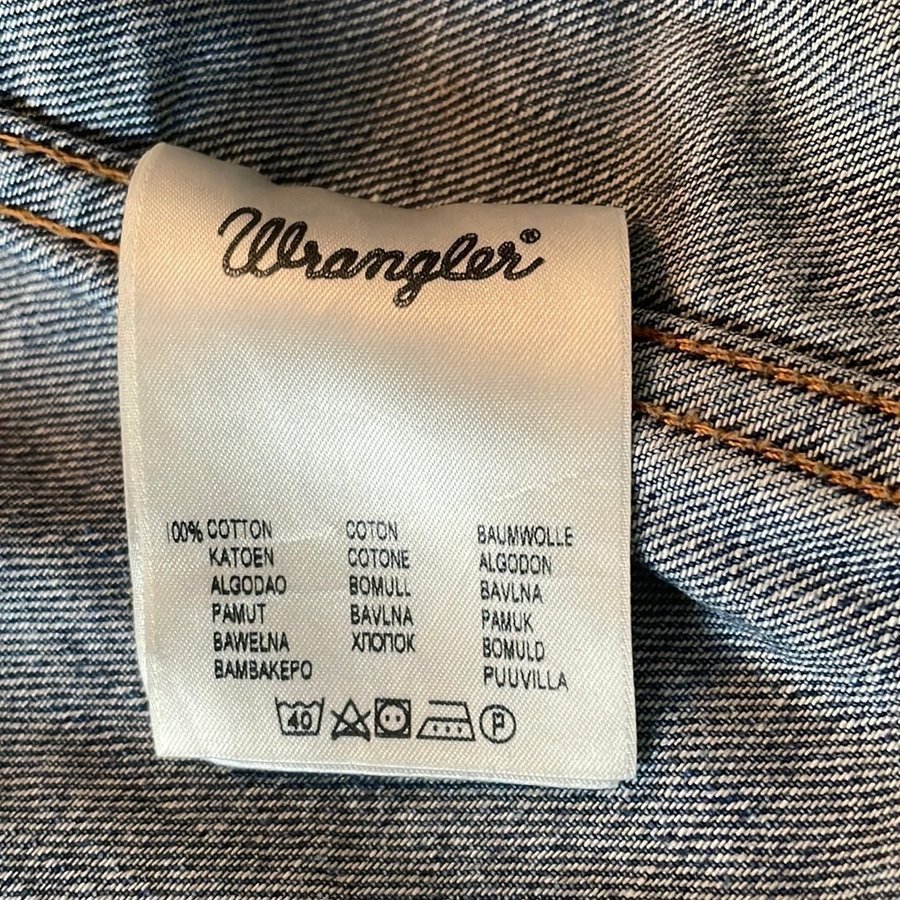 Wrangler®
100% COTTON COTON BAUMWOLLE
KATOEN COTONE ALGODON
ALGODAO BOMULL BAVLNA
PAMUT BAVLNA PAMUK
BAWEŁNA ХЛОПОК BOMULD
BAMBAKEPO PUUVILLA
40 P